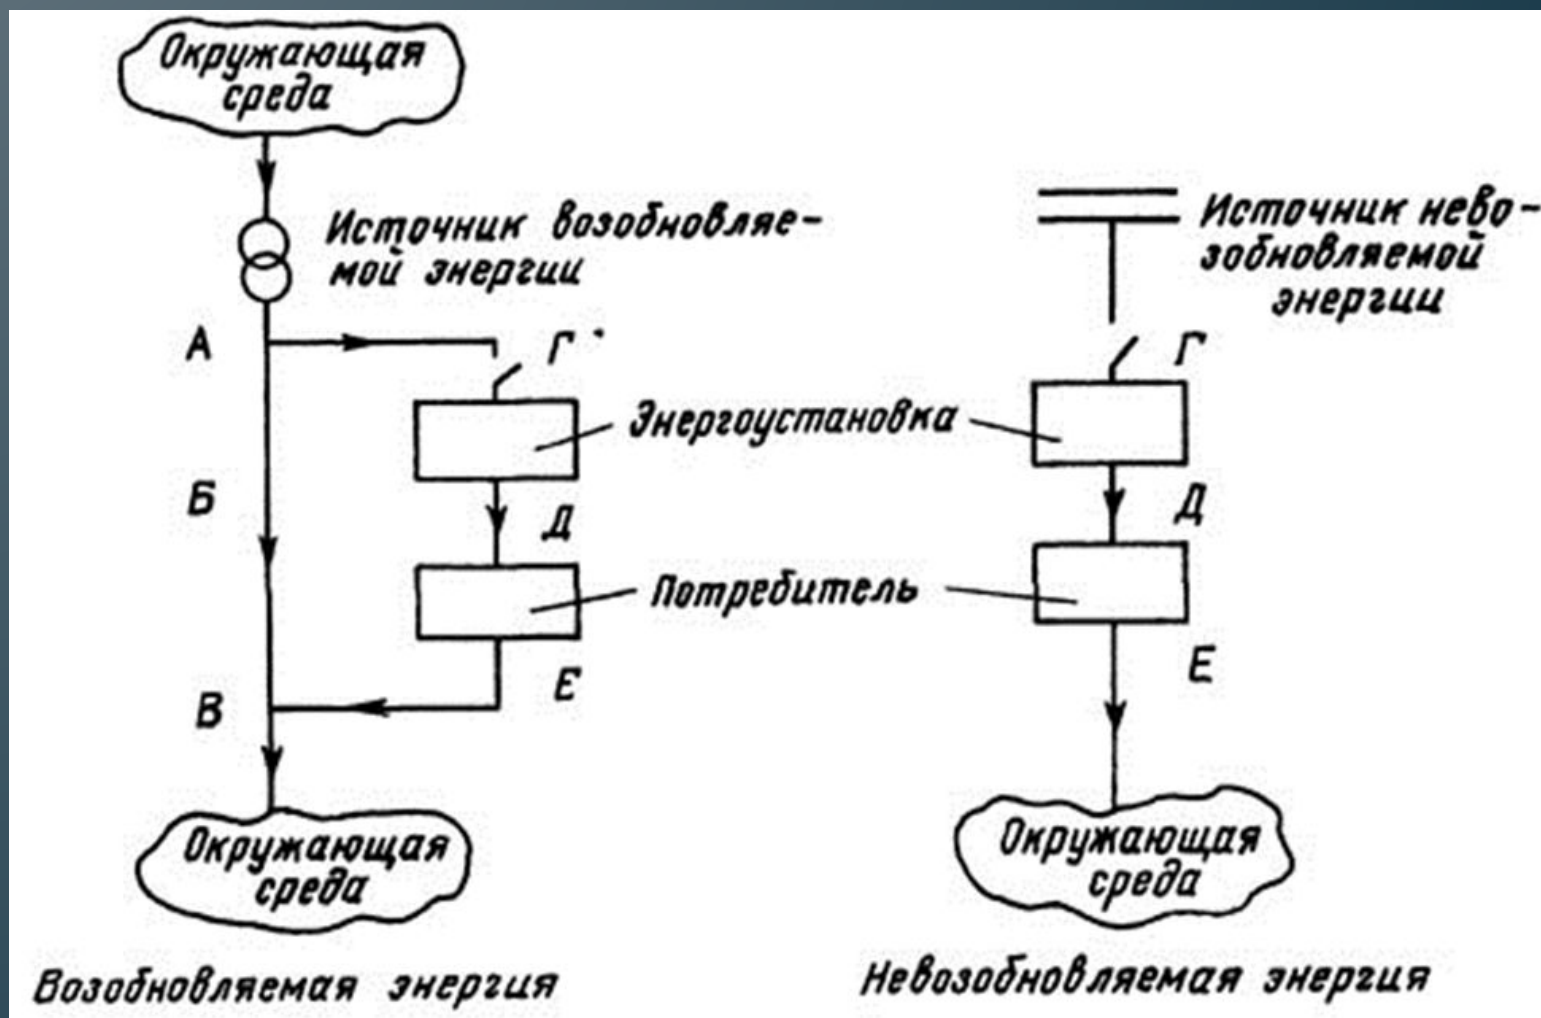 Окружающая
среда
Источник возобновляе-
мой энергии
А
Г
Б
Д
В
Е
Окружающая
среда
Возобновляемая энергия
Энергоустановка
Потребитель
Источник нево-
зобновляемой
энергии
Г
Д
Е
Окружающая
среда
Невозобновляемая энергия